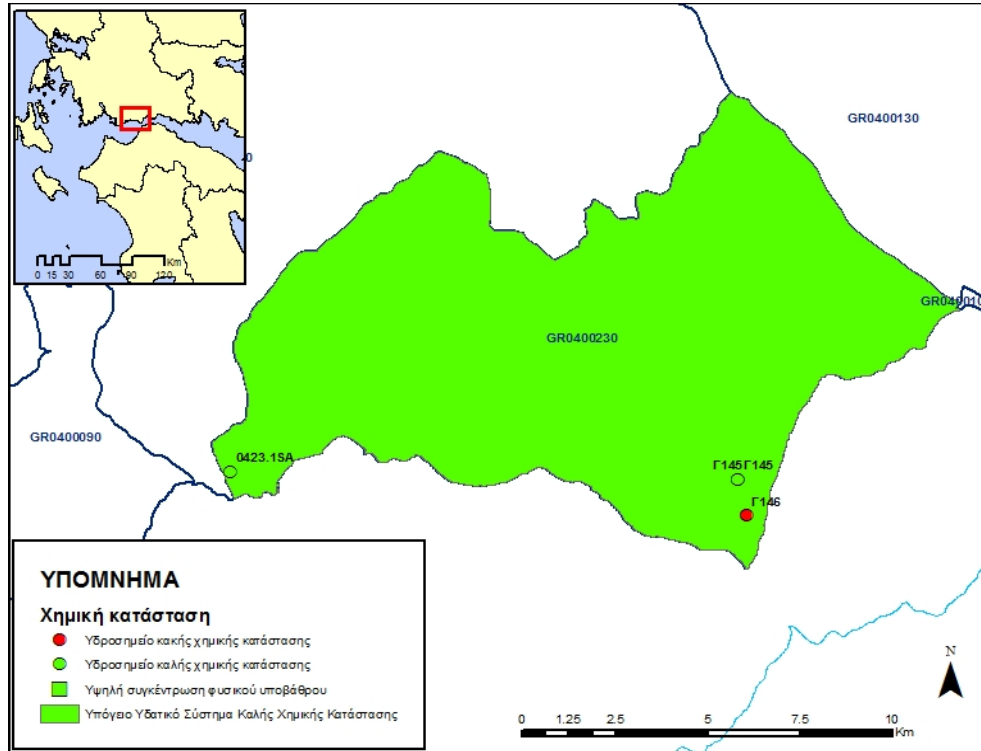 GR0400130
0
Km
0 15 30 60 90 120
GR040010
GR0400230
GR0400090
0423.1SA
Γ145Γ145
Γ146
ΥΠΟΜΝΗΜΑ
Χημική κατάσταση
Υδροσημείο κακής χημικής κατάστασης
Υδροσημείο καλής χημικής κατάστασης
Υψηλή συγκέντρωση φυσικού υποβάθρου
Υπόγειο Υδατικό Σύστημα Καλής Χημικής Κατάστασης
N
0 1.25 2.5 5 7.5 10
Km